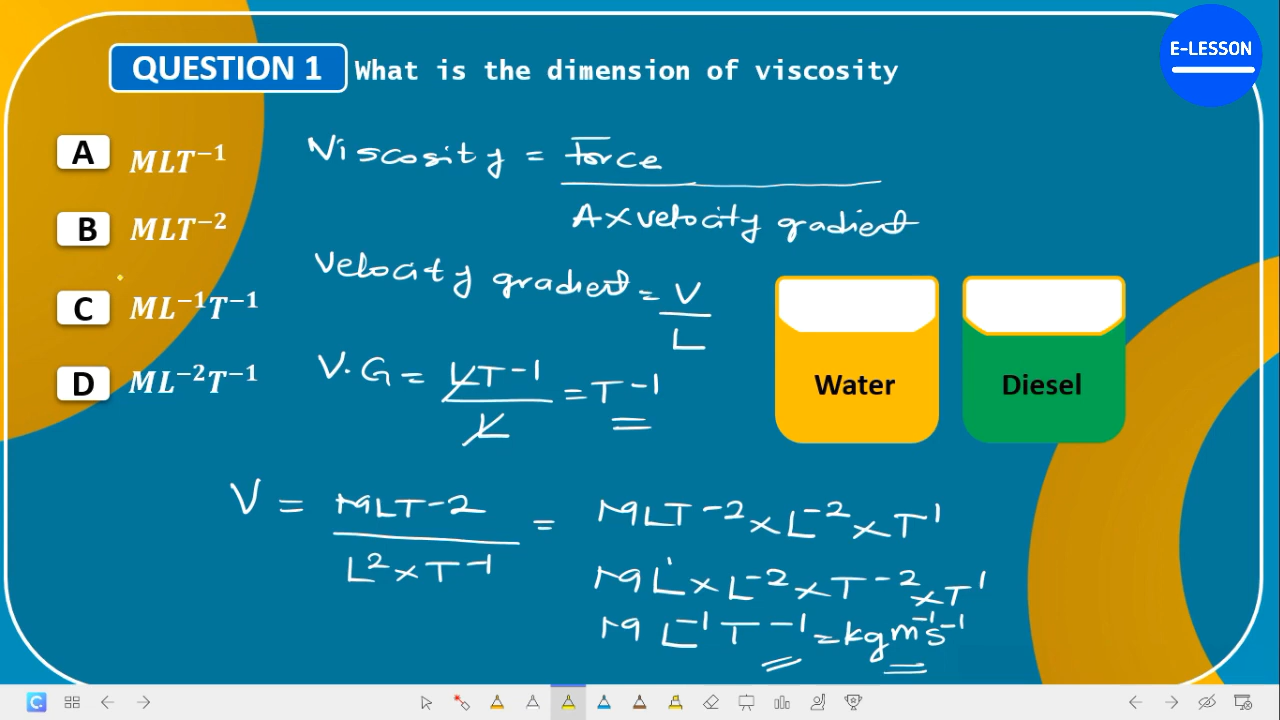 E-LESSON
QUESTION 1 What is the dimension of viscosity
A MLT⁻¹
B MLT⁻²
C ML⁻¹T⁻¹
D ML⁻²T⁻¹
Viscosity = Force
A × velocity gradient
Velocity gradient = V
L
V.G = LT-1 = T-1
L
Water
Diesel
V = MLT-2 = MLT-2 × L-2 × T¹
L² × T-1
ML¹ × L-2 × T-2 × T¹
ML⁻¹T-1 = kgm⁻¹s⁻¹